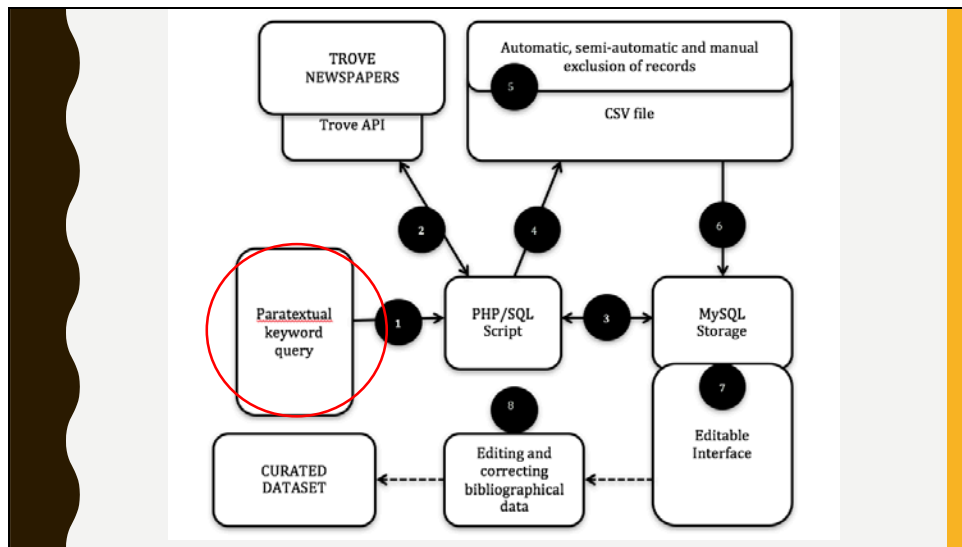 TROVE
NEWSPAPERS
Trove API
Automatic, semi-automatic and manual
exclusion of records
5
CSV file
2
4
6
Paratextual
keyword
query
1
PHP/SQL
Script
3
MySQL
Storage
7
Editable
Interface
8
Editing and
correcting
bibliographical
data
CURATED
DATASET